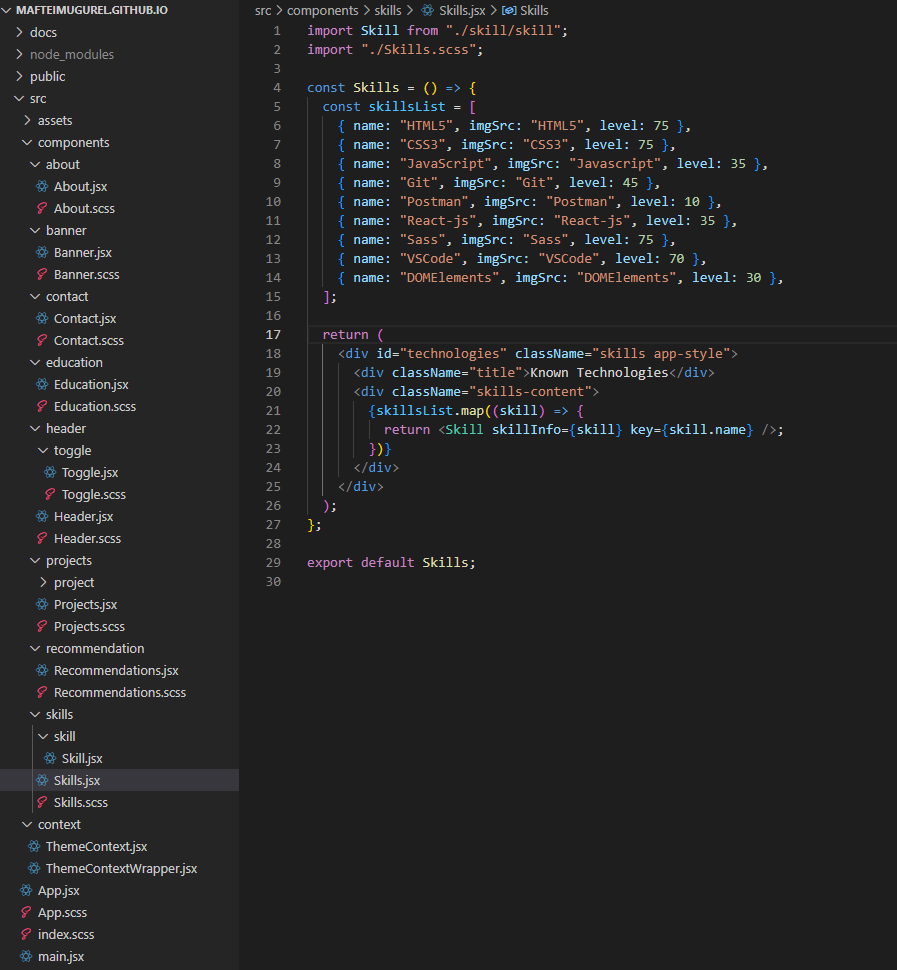 MAFTEIMUGUREL.GITHUB.IO
docs
node_modules
public
src
assets
components
about
About.jsx
About.scss
banner
Banner.jsx
Banner.scss
contact
Contact.jsx
Contact.scss
education
Education.jsx
Education.scss
header
toggle
Toggle.jsx
Toggle.scss
Header.jsx
Header.scss
projects
project
Projects.jsx
Projects.scss
recommendation
Recommendations.jsx
Recommendations.scss
skills
skill
Skill.jsx
Skills.jsx
Skills.scss
context
ThemeContext.jsx
ThemeContextWrapper.jsx
App.jsx
App.scss
index.scss
main.jsx
src > components > skills > Skills.jsx > Skills
1 import Skill from "./skill/skill";
2 import "./Skills.scss";
3
4 const Skills = () => {
5   const skillsList = [
6     { name: "HTML5", imgSrc: "HTML5", level: 75 },
7     { name: "CSS3", imgSrc: "CSS3", level: 75 },
8     { name: "JavaScript", imgSrc: "Javascript", level: 35 },
9     { name: "Git", imgSrc: "Git", level: 45 },
10     { name: "Postman", imgSrc: "Postman", level: 10 },
11     { name: "React-js", imgSrc: "React-js", level: 35 },
12     { name: "Sass", imgSrc: "Sass", level: 75 },
13     { name: "VSCode", imgSrc: "VSCode", level: 70 },
14     { name: "DOMElements", imgSrc: "DOMElements", level: 30 },
15   ];
16
17   return (
18     <div id="technologies" className="skills app-style">
19       <div className="title">Known Technologies</div>
20       <div className="skills-content">
21         {skillsList.map((skill) => {
22           return <Skill skillInfo={skill} key={skill.name} />;
23         })}
24       </div>
25     </div>
26   );
27 };
28
29 export default Skills;
30